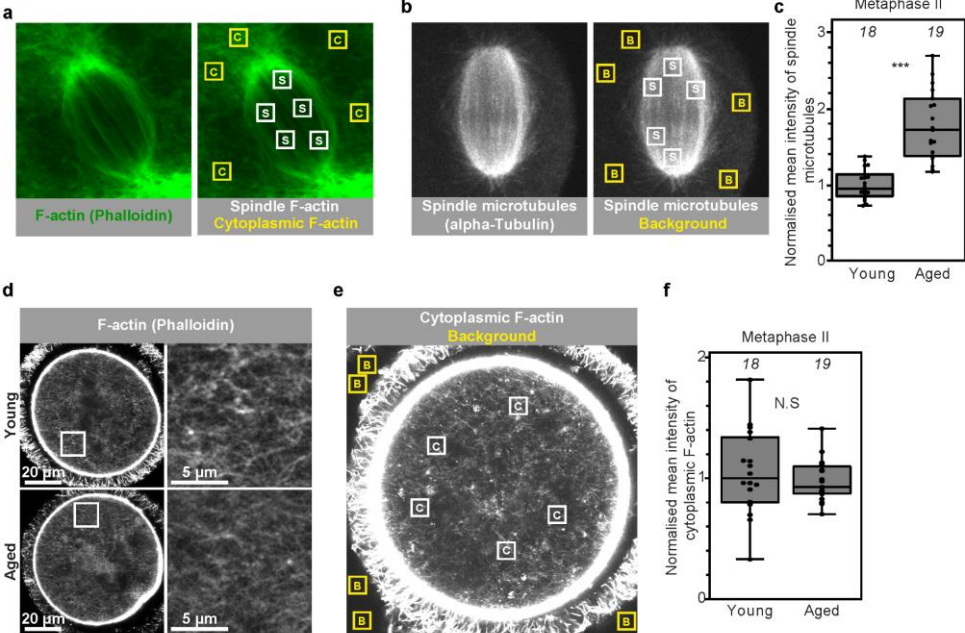 a
C
C
C
C
C
C
S
S
S
S
S
F-actin (Phalloidin)
Spindle F-actin
Cytoplasmic F-actin
b
B
B
B
B
B
B
S
S
S
S
S
Spindle microtubules
(alpha-Tubulin)
Spindle microtubules
Background
c
Metaphase II
18 19
***
Normalised mean intensity of spindle
microtubules
3
2
1
0
Young Aged
d
F-actin (Phalloidin)
Young
20 µm
5 µm
Aged
20 µm
5 µm
e
Cytoplasmic F-actin
Background
B
B
C
C
C
C
C
B
B
B
f
Metaphase II
18 19
N.S
Normalised mean intensity of
cytoplasmic F-actin
2
1
0
Young Aged